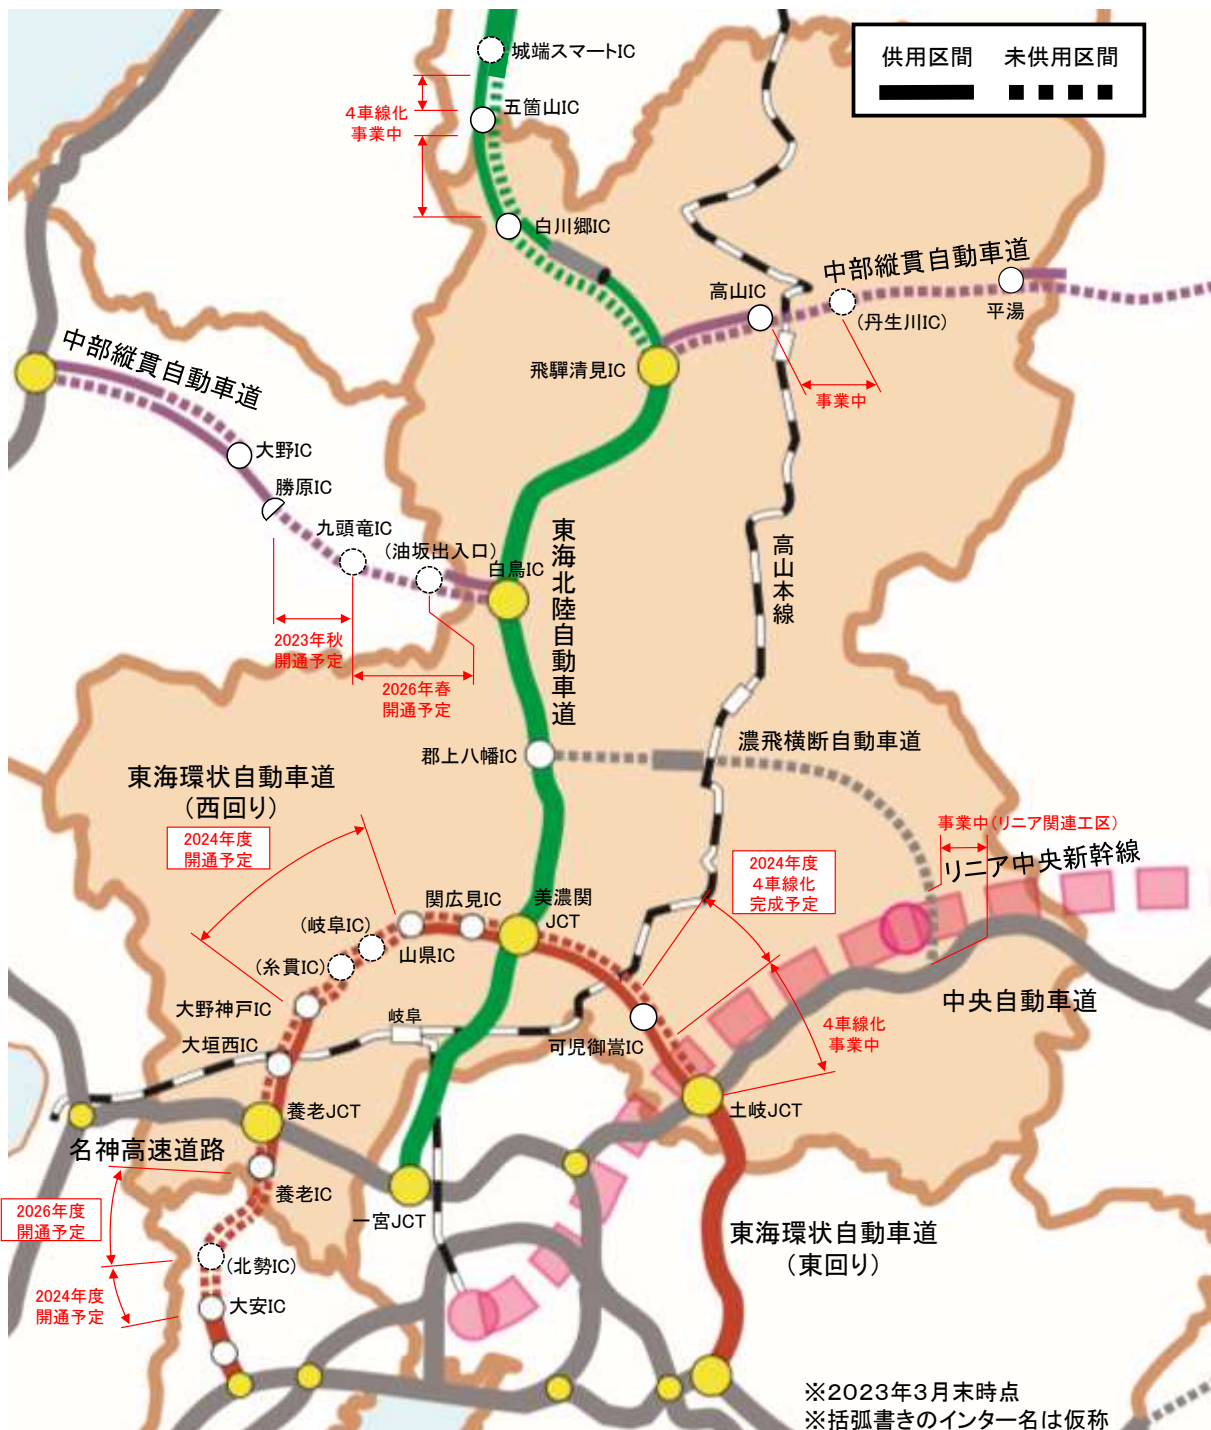 城端スマートIC
供用区間
未供用区間
4車線化
事業中
五箇山IC
白川郷IC
中部縦貫自動車道
高山IC
(丹生川IC)
平湯
飛驒清見IC
事業中
中部縦貫自動車道
大野IC
勝原IC
九頭竜IC
(油坂出入口)
白鳥IC
東海北陸自動車道
高山本線
2023年秋
開通予定
2026年春
開通予定
郡上八幡IC
濃飛横断自動車道
東海環状自動車道
(西回り)
2024年度
開通予定
事業中(リニア関連工区)
リニア中央新幹線
2024年度
4車線化
完成予定
関広見IC
美濃関
JCT
(岐阜IC)
山県IC
(糸貫IC)
大野神戸IC
岐阜
大垣西IC
可児御嵩IC
中央自動車道
4車線化
事業中
養老JCT
土岐JCT
名神高速道路
養老IC
一宮JCT
2026年度
開通予定
(北勢IC)
東海環状自動車道
(東回り)
2024年度
開通予定
大安IC
※2023年3月末時点
※括弧書きのインター名は仮称